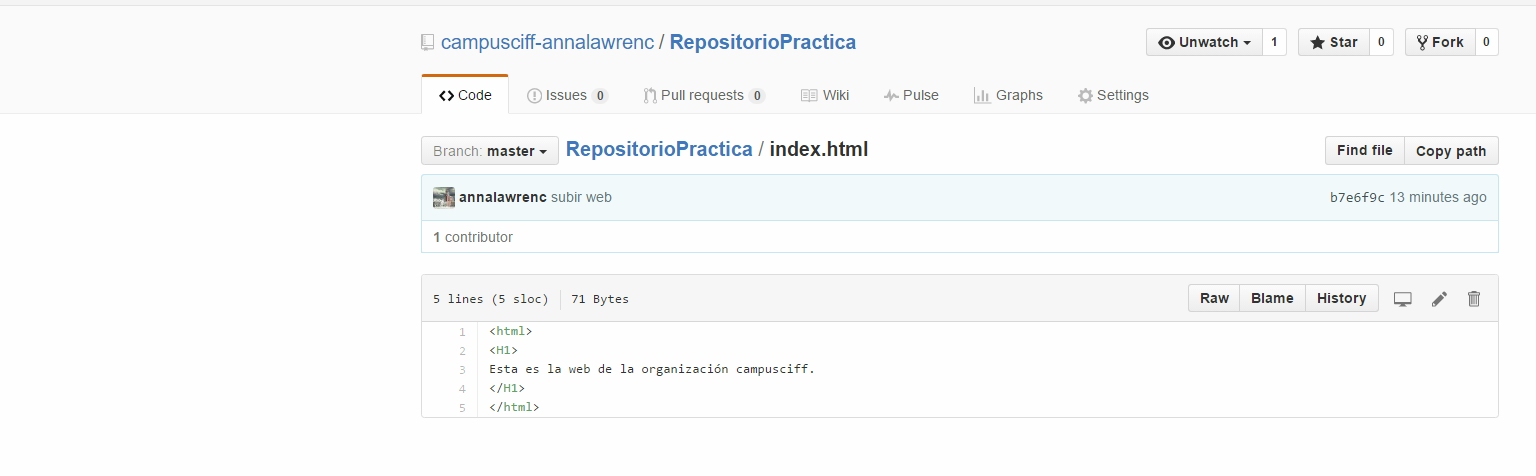 campusciff-annalawrenc / RepositorioPractica
Unwatch 1 Star 0 Fork 0
Code Issues 0 Pull requests 0 Wiki Pulse Graphs Settings
Branch: master RepositorioPractica / index.html
Find file Copy path
annalawrenc subir web
b7e6f9c 13 minutes ago
1 contributor
5 lines (5 sloc) 71 Bytes
Raw Blame History
1 <html>
2 <H1>
3 Esta es la web de la organización campusciff.
4 </H1>
5 </html>